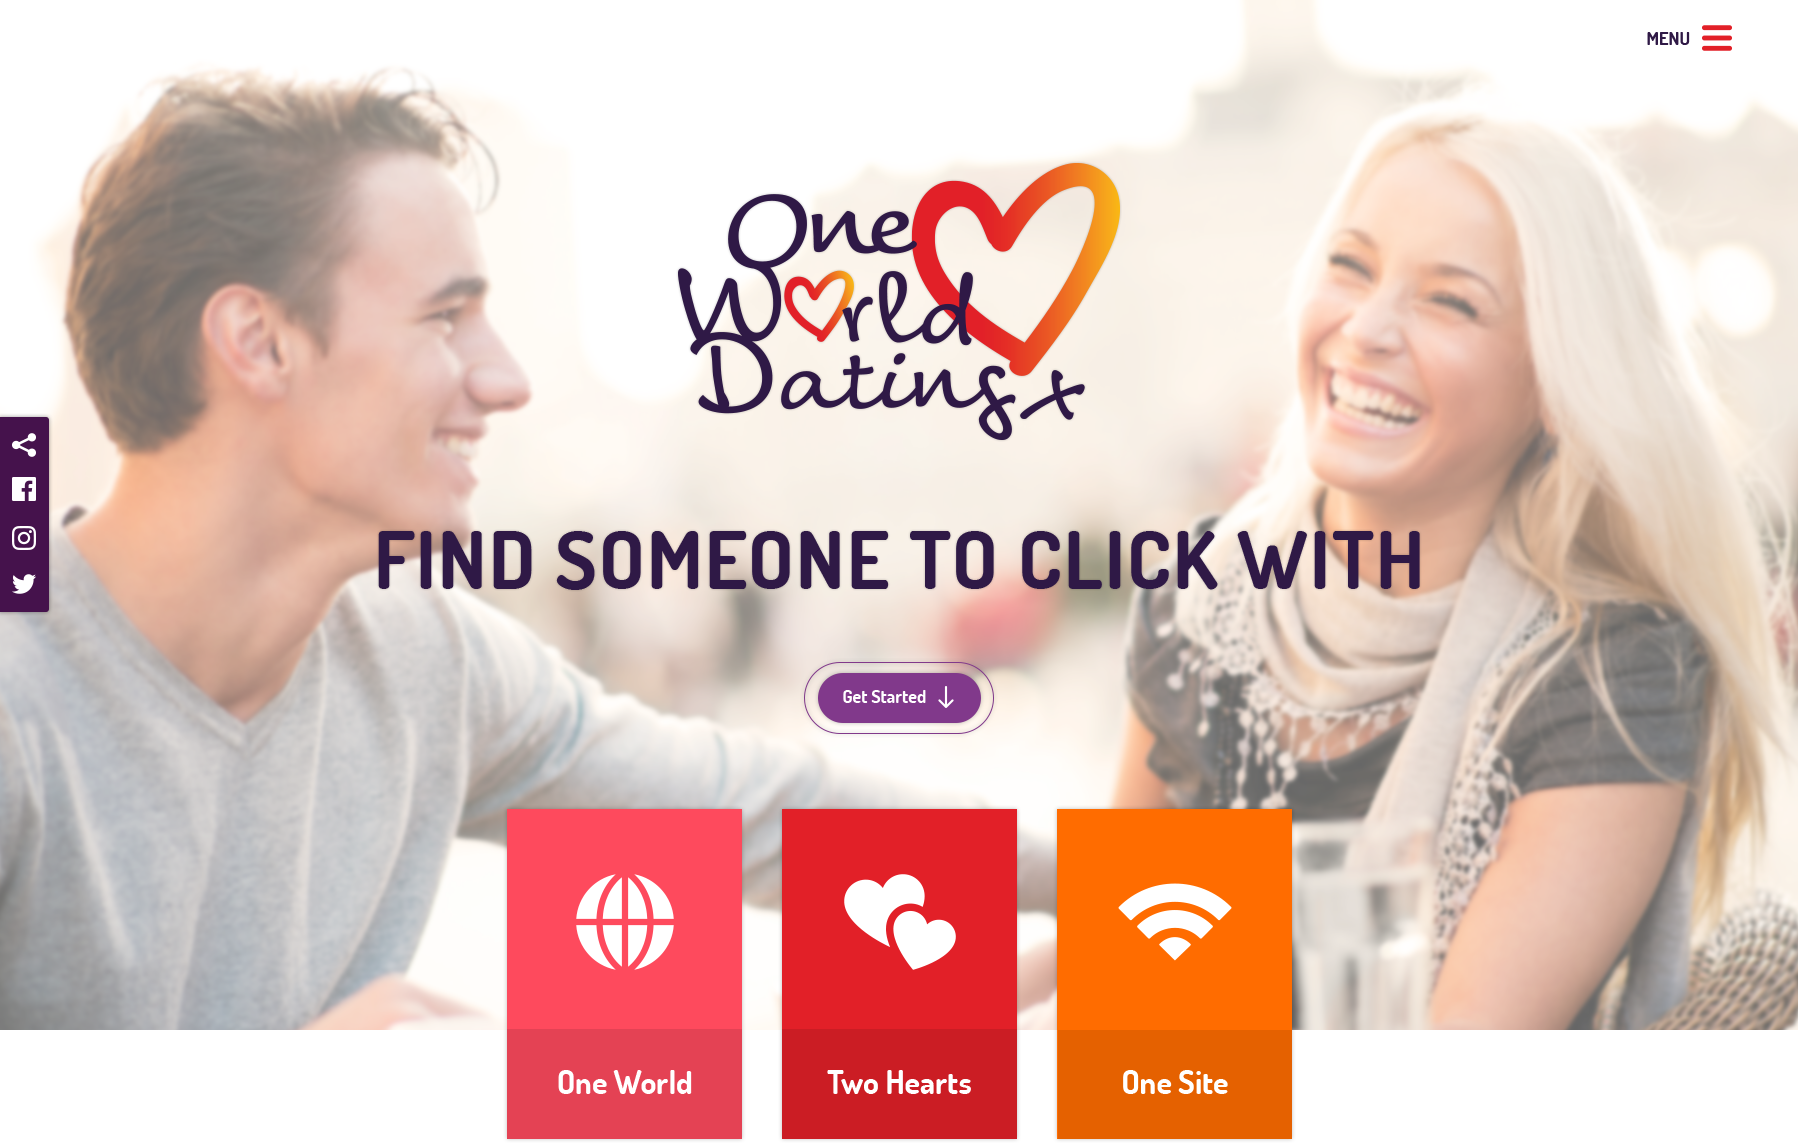 MENU
One
World
Dating x
FIND SOMEONE TO CLICK WITH
Get Started
One World
Two Hearts
One Site